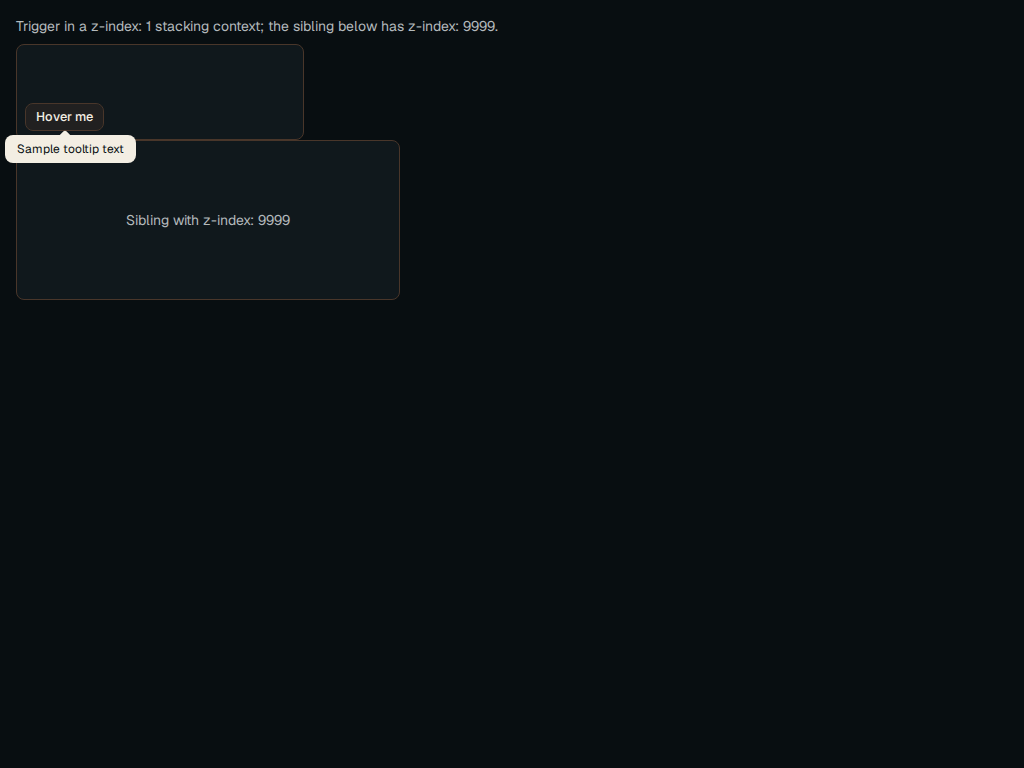 Trigger in a z-index: 1 stacking context; the sibling below has z-index: 9999.
Hover me
Sample tooltip text
Sibling with z-index: 9999